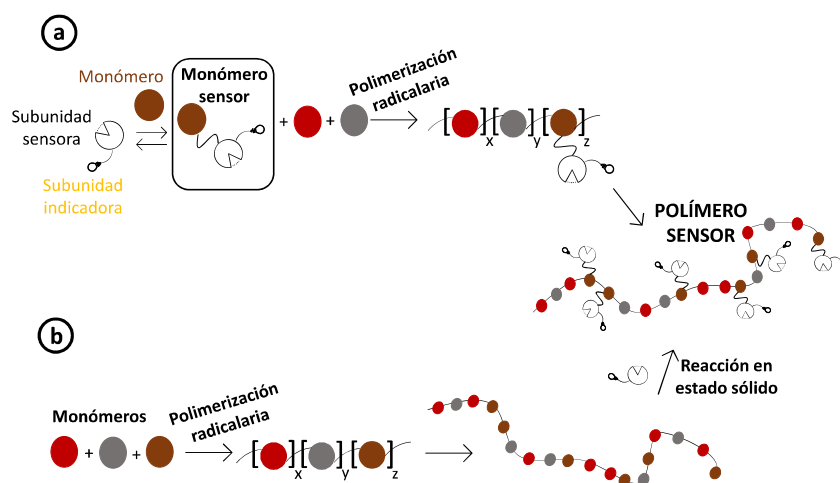 a
Monómero
Monómero
sensor
Subunidad
sensora
Subunidad
indicadora
+
+
Polimerización
radicalaria
[ ]x[ ]y[ ]z
POLÍMERO
SENSOR
b
Monómeros
+
+
Polimerización
radicalaria
[ ]x[ ]y[ ]z
Reacción en
estado sólido